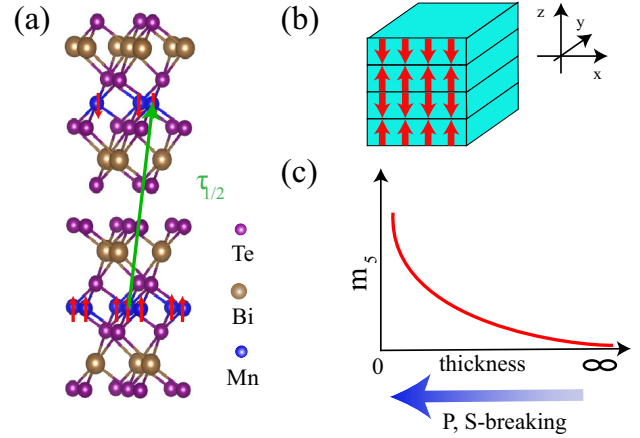 (a)
τ1/2
Te
Bi
Mn
(b)
z
y
x
(c)
m5
0
thickness
∞
P, S-breaking